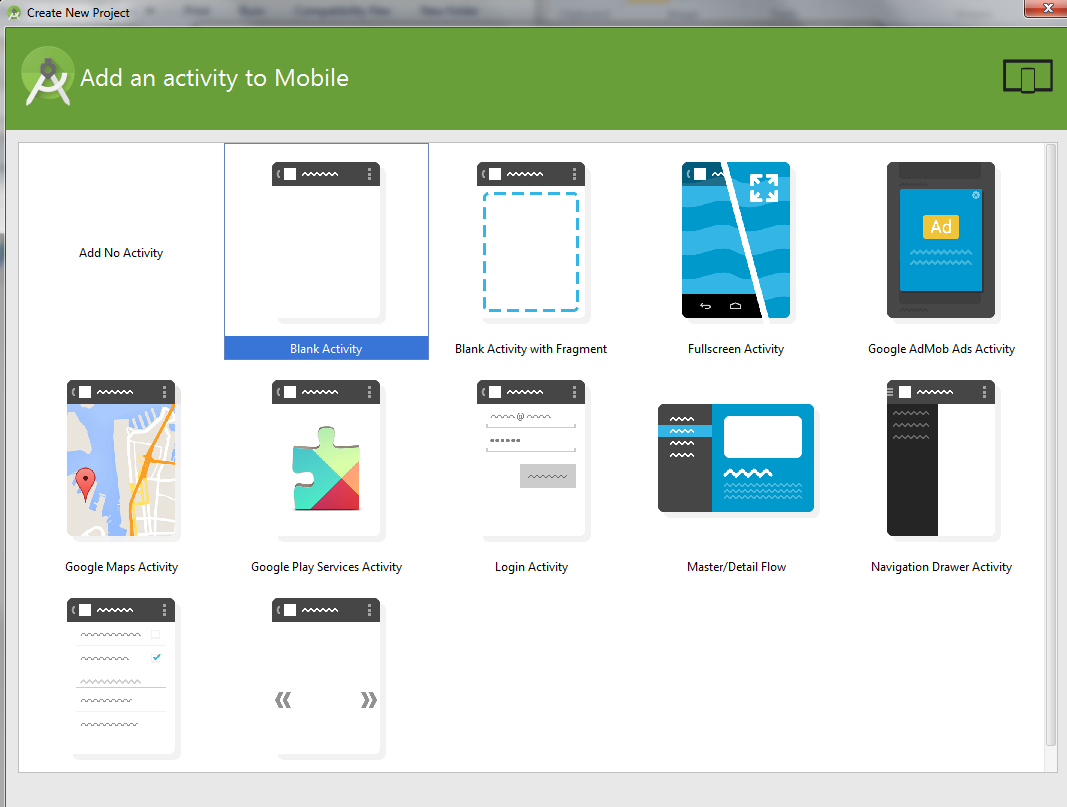 Create New Project
Add an activity to Mobile
Add No Activity
Blank Activity
Blank Activity with Fragment
Fullscreen Activity
Ad
Google AdMob Ads Activity
Google Maps Activity
Google Play Services Activity
@
Login Activity
Master/Detail Flow
Navigation Drawer Activity